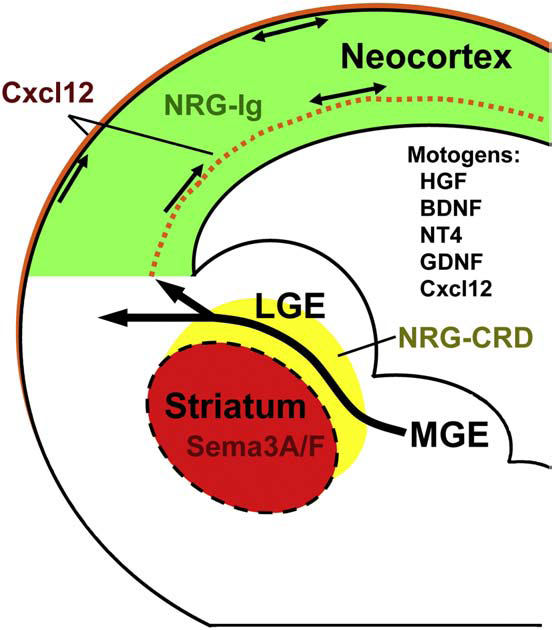 Neocortex
Cxcl12
NRG-Ig
Motogens:
HGF
BDNF
NT4
GDNF
Cxcl12
LGE
NRG-CRD
Striatum
Sema3A/F
MGE